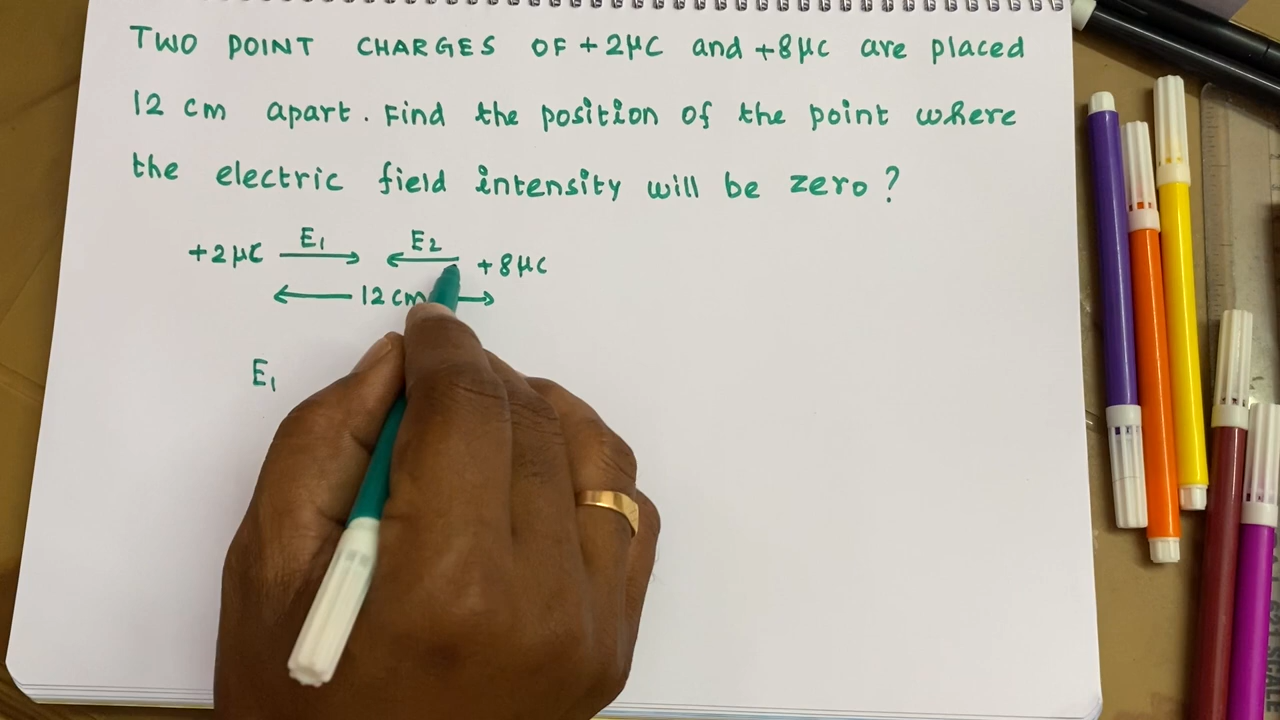 TWO POINT CHARGES OF +2μC and +8μc are placed
12 cm apart. Find the position of the point where
the electric field intensity will be zero?
E₁ E₂
+2μC +8μC
12 cm
E₁